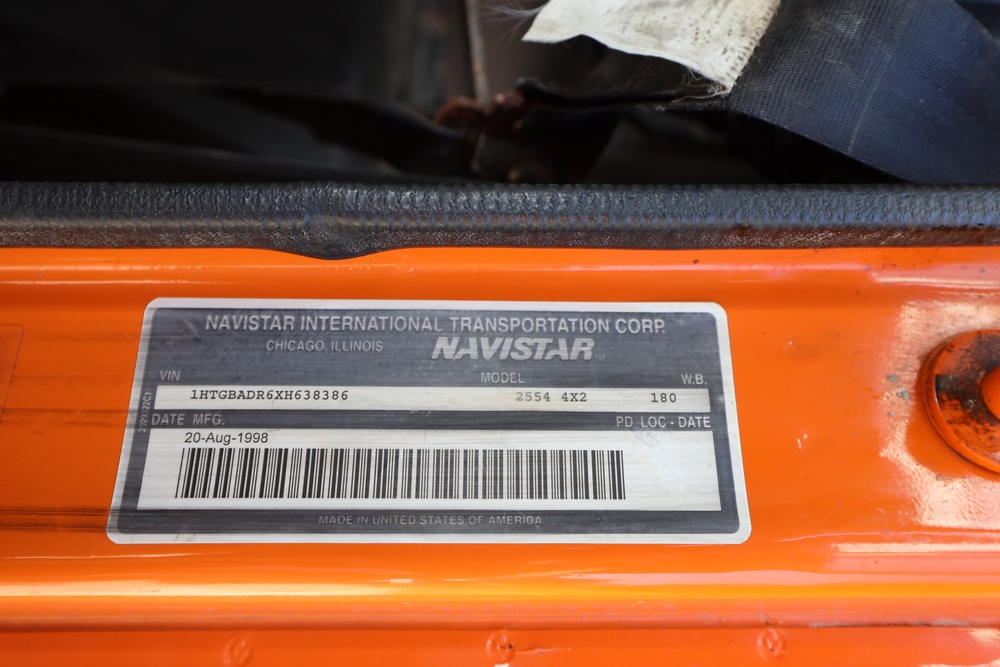 NAVISTAR INTERNATIONAL TRANSPORTATION CORP.
CHICAGO, ILLINOIS NAVISTAR
VIN MODEL W.B.
1HTGBADR6XH638386 2554 4X2 180
DATE MFG. PD LOC - DATE
20-Aug-1998
MADE IN UNITED STATES OF AMERICA